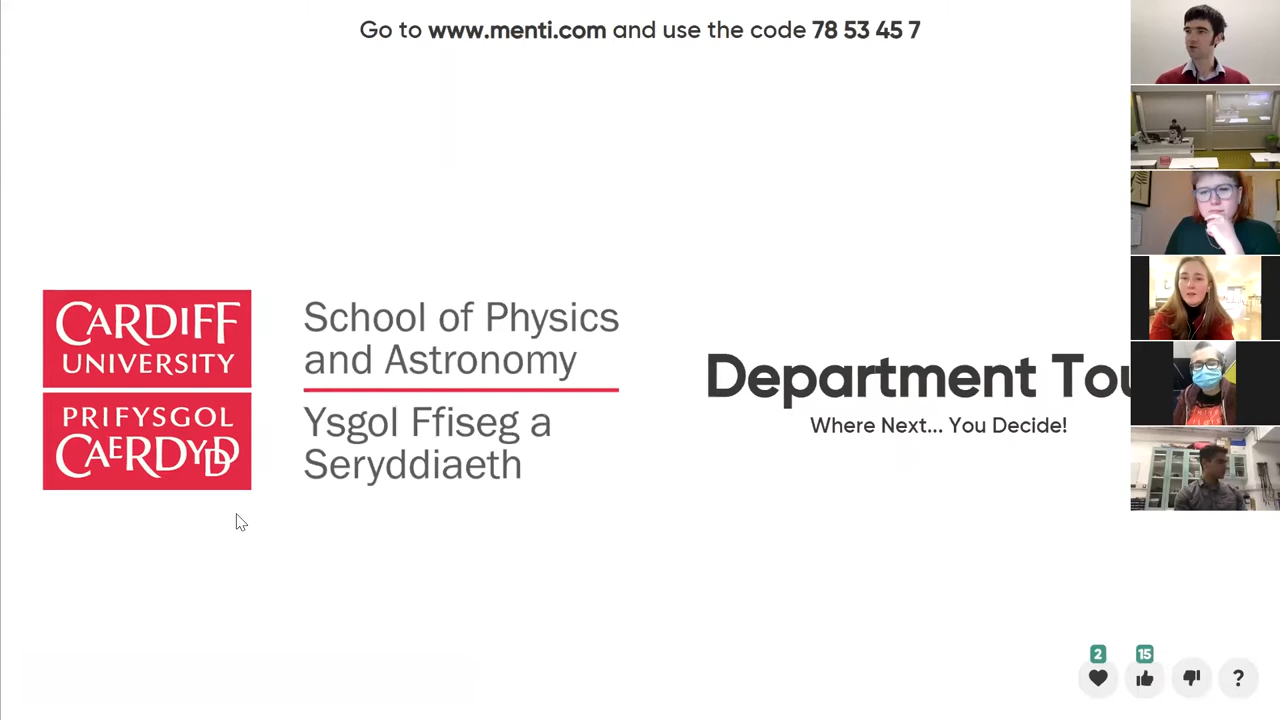 Go to www.menti.com and use the code 78 53 45 7
CARDIFF
UNIVERSITY
PRIFYSGOL
CAERDYDD
School of Physics
and Astronomy
Ysgol Ffiseg a
Seryddiaeth
Department Tou
Where Next... You Decide!
2
15
?